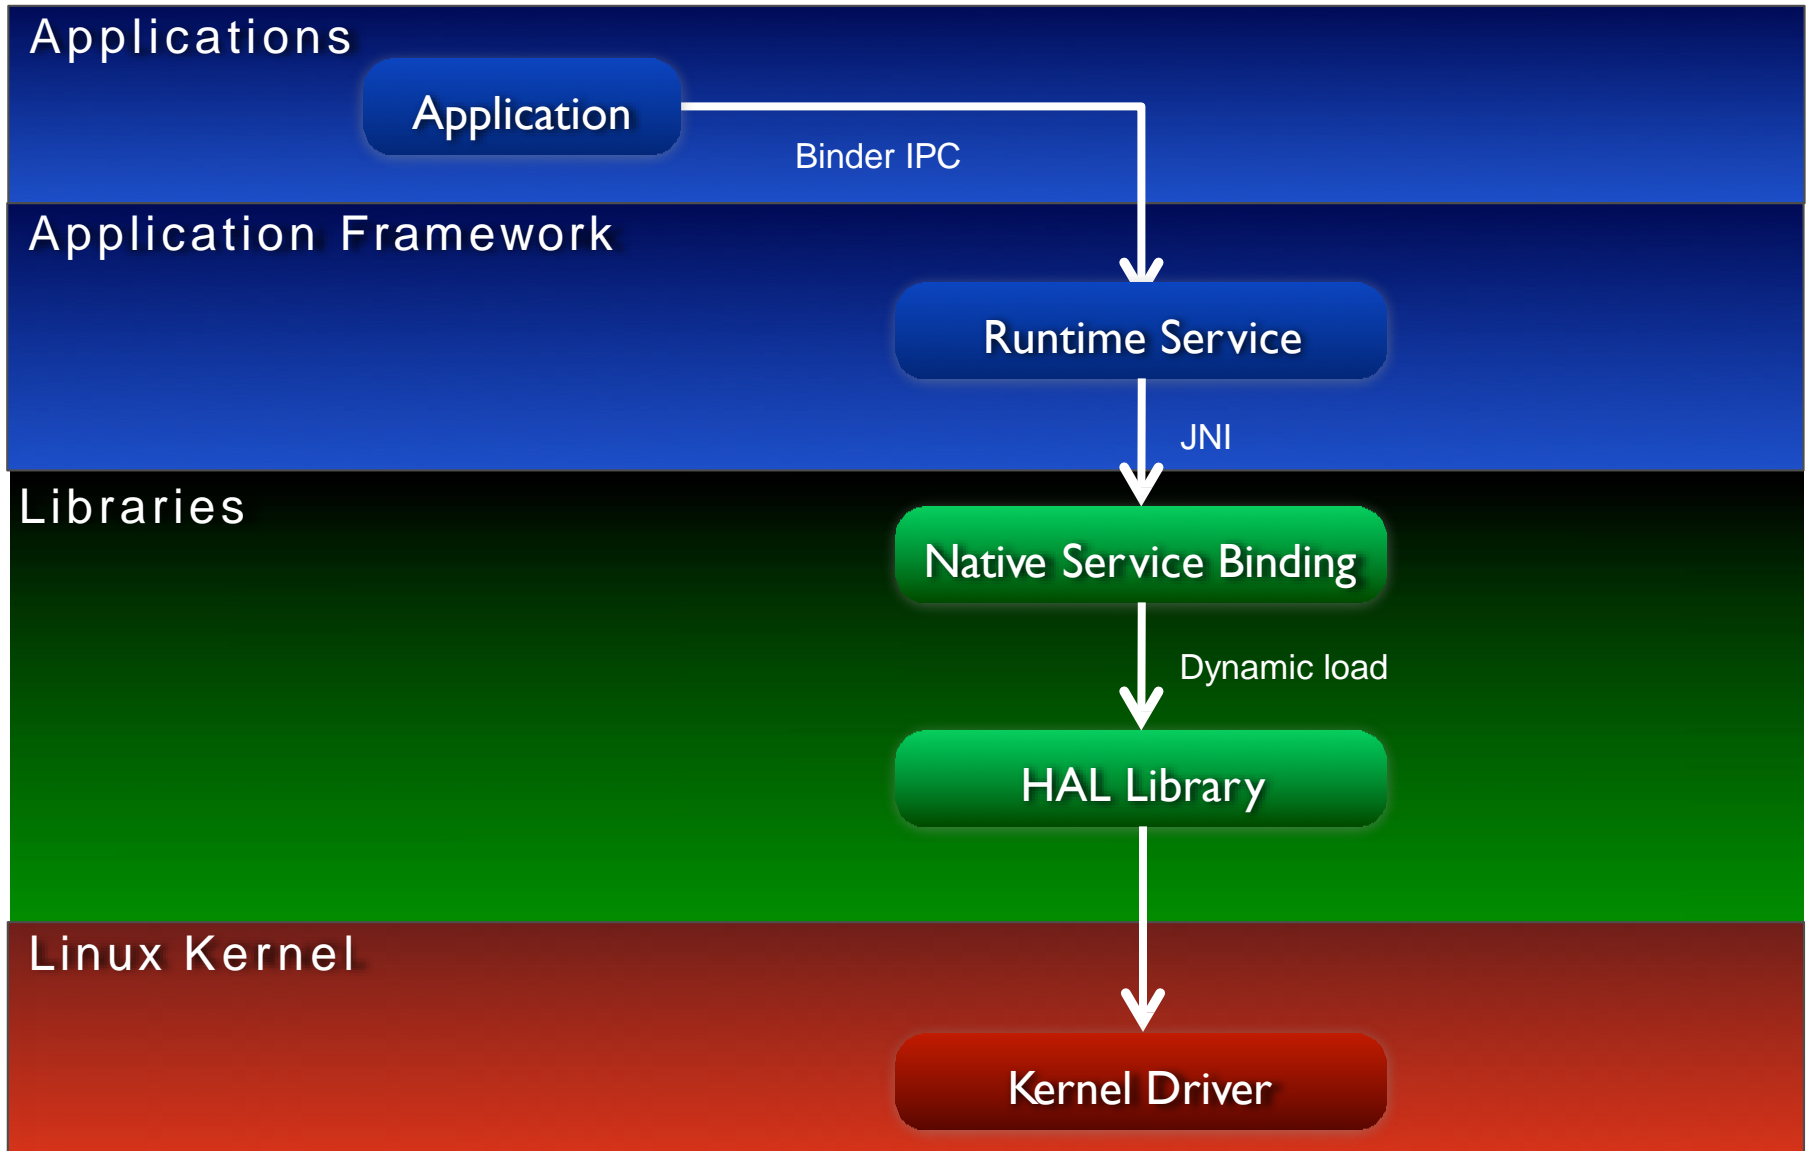 Applications
Application
Binder IPC
Application Framework
Runtime Service
JNI
Libraries
Native Service Binding
Dynamic load
HAL Library
Linux Kernel
Kernel Driver